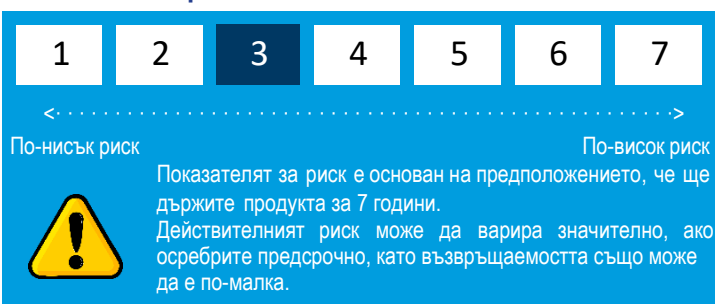 1 2 3 4 5 6 7
По-нисък риск По-висок риск
Показателят за риск е основан на предположението, че ще
държите продукта за 7 години.
Действителният риск може да варира значително, ако
осребрите предсрочно, като възвръщаемостта също може
да е по-малка.